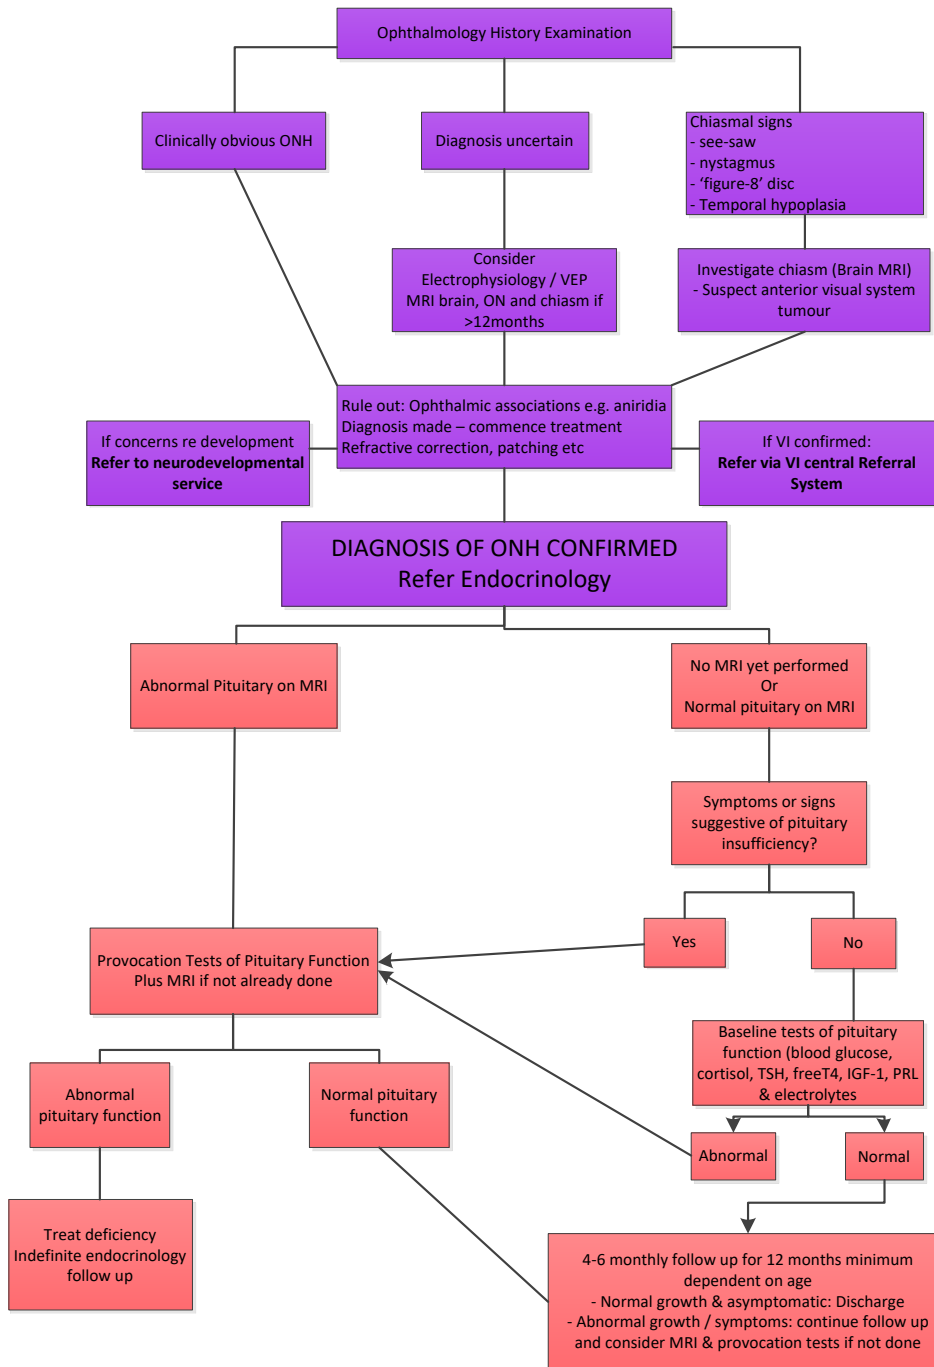 Ophthalmology History Examination
Clinically obvious ONH
Diagnosis uncertain
Chiasmal signs
- see-saw
- nystagmus
- ‘figure-8’ disc
- Temporal hypoplasia
Consider
Electrophysiology / VEP
MRI brain, ON and chiasm if
>12months
Investigate chiasm (Brain MRI)
- Suspect anterior visual system
tumour
Rule out: Ophthalmic associations e.g. aniridia
Diagnosis made – commence treatment
Refractive correction, patching etc
If concerns re development
Refer to neurodevelopmental
service
If VI confirmed:
Refer via VI central Referral
System
DIAGNOSIS OF ONH CONFIRMED
Refer Endocrinology
Abnormal Pituitary on MRI
No MRI yet performed
Or
Normal pituitary on MRI
Symptoms or signs
suggestive of pituitary
insufficiency?
Yes
No
Provocation Tests of Pituitary Function
Plus MRI if not already done
Baseline tests of pituitary
function (blood glucose,
cortisol, TSH, freeT4, IGF-1, PRL
& electrolytes
Abnormal
pituitary function
Normal pituitary
function
Abnormal
Normal
Treat deficiency
Indefinite endocrinology
follow up
4-6 monthly follow up for 12 months minimum
dependent on age
- Normal growth & asymptomatic: Discharge
- Abnormal growth / symptoms: continue follow up
and consider MRI & provocation tests if not done